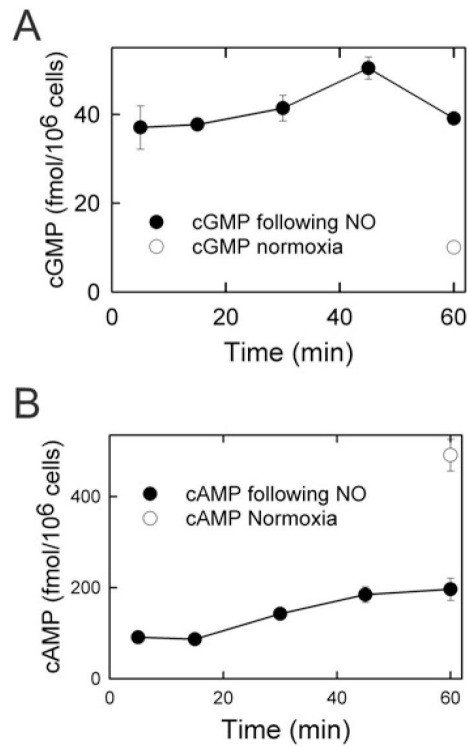 A
cGMP (fmol/10⁶ cells)
40
20
0
cGMP following NO
cGMP normoxia
0 20 40 60
Time (min)
B
cAMP (fmol/10⁶ cells)
400
200
0
cAMP following NO
cAMP Normoxia
0 20 40 60
Time (min)